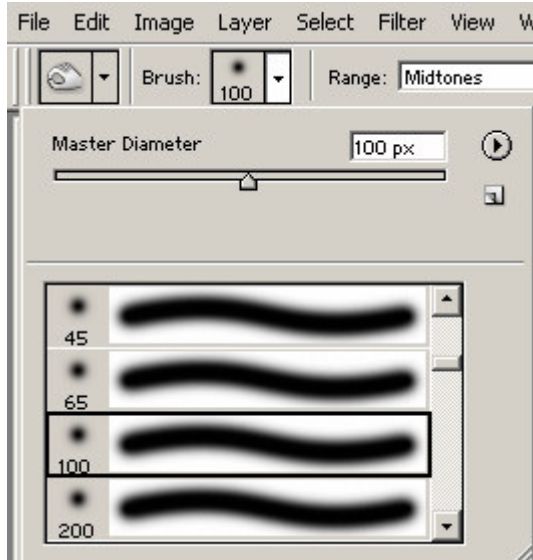 File Edit Image Layer Select Filter View
Brush: 100 Range: Midtones
Master Diameter 100 px
45
65
100
200